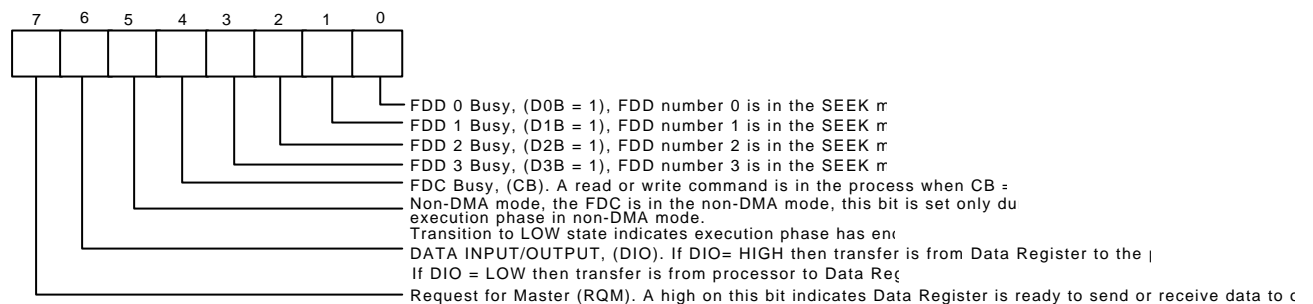 7 6 5 4 3 2 1 0
FDD 0 Busy, (D0B = 1), FDD number 0 is in the SEEK
FDD 1 Busy, (D1B = 1), FDD number 1 is in the SEEK
FDD 2 Busy, (D2B = 1), FDD number 2 is in the SEEK
FDD 3 Busy, (D3B = 1), FDD number 3 is in the SEEK
FDC Busy, (CB). A read or write command is in the process when CB =
Non-DMA mode, the FDC is in the non-DMA mode, this bit is set only
execution phase in non-DMA mode.
Transition to LOW state indicates execution phase has
DATA INPUT/OUTPUT, (DIO). If DIO= HIGH then transfer is from Data Register to the
If DIO = LOW then transfer is from processor to Data
Request for Master (RQM). A high on this bit indicates Data Register is ready to send or receive data to